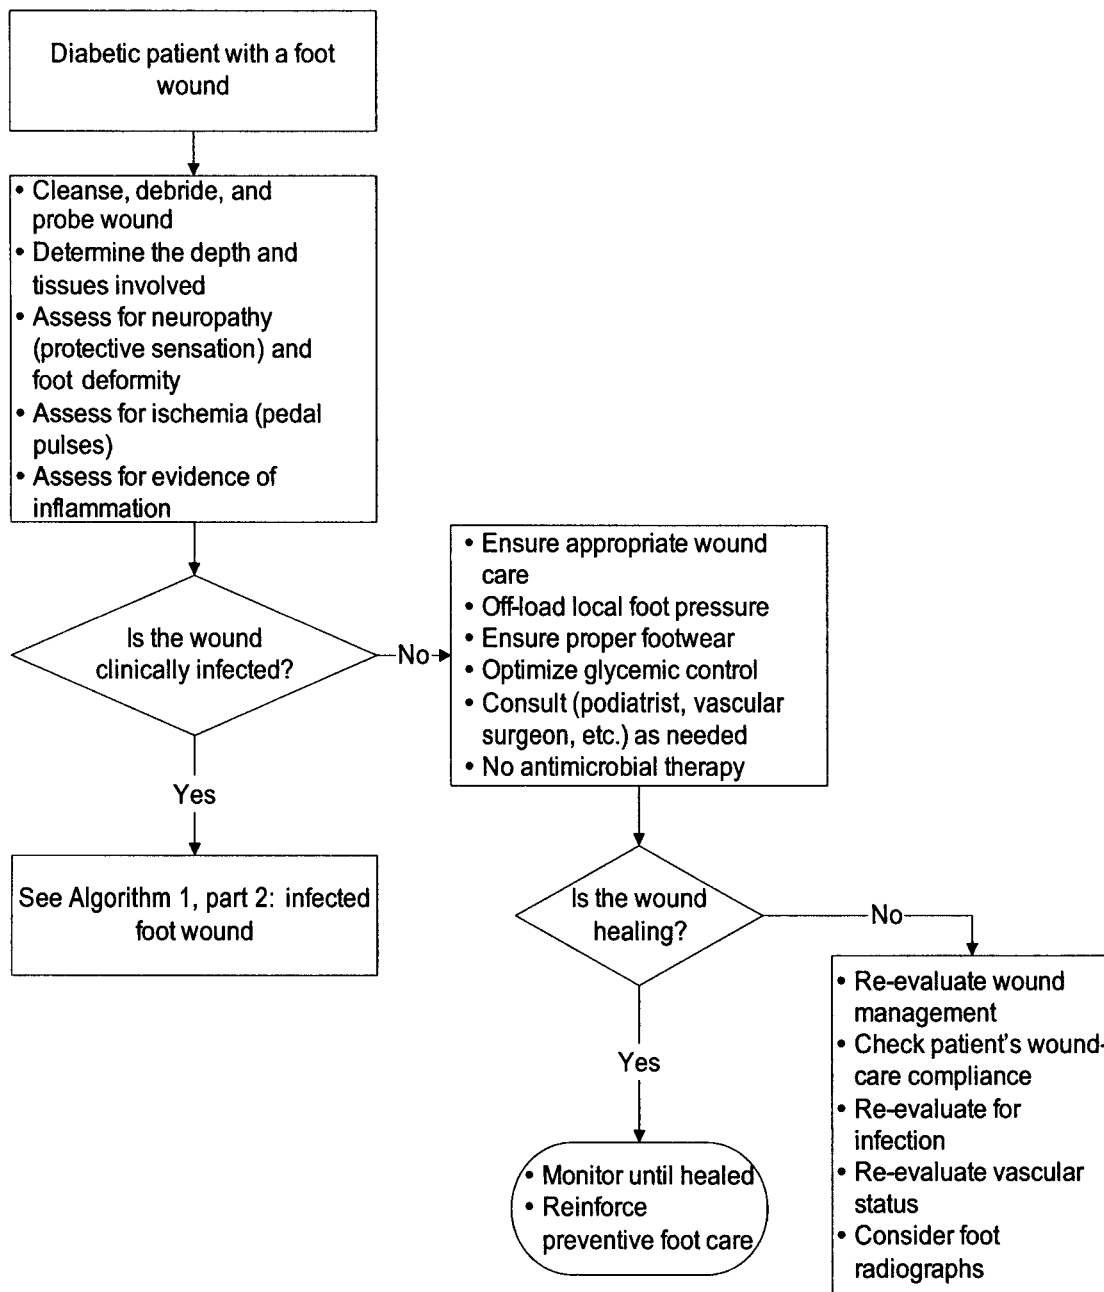 Diabetic patient with a foot
wound
• Cleanse, debride, and
probe wound
• Determine the depth and
tissues involved
• Assess for neuropathy
(protective sensation) and
foot deformity
• Assess for ischemia (pedal
pulses)
• Assess for evidence of
inflammation
Is the wound
clinically infected?
No
• Ensure appropriate wound
care
• Off-load local foot pressure
• Ensure proper footwear
• Optimize glycemic control
• Consult (podiatrist, vascular
surgeon, etc.) as needed
• No antimicrobial therapy
Yes
See Algorithm 1, part 2: infected
foot wound
Is the wound
healing?
No
• Re-evaluate wound
management
• Check patient's wound-
care compliance
• Re-evaluate for
infection
• Re-evaluate vascular
status
• Consider foot
radiographs
Yes
• Monitor until healed
• Reinforce
preventive foot care